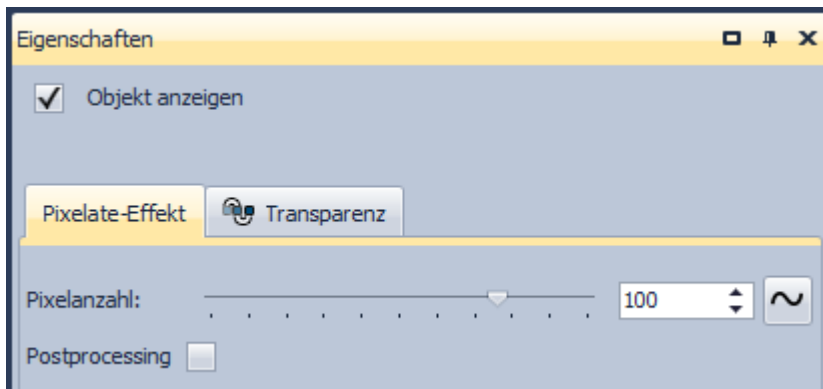 Eigenschaften
Objekt anzeigen
Pixelate-Effekt Transparenz
Pixelanzahl: 100
Postprocessing